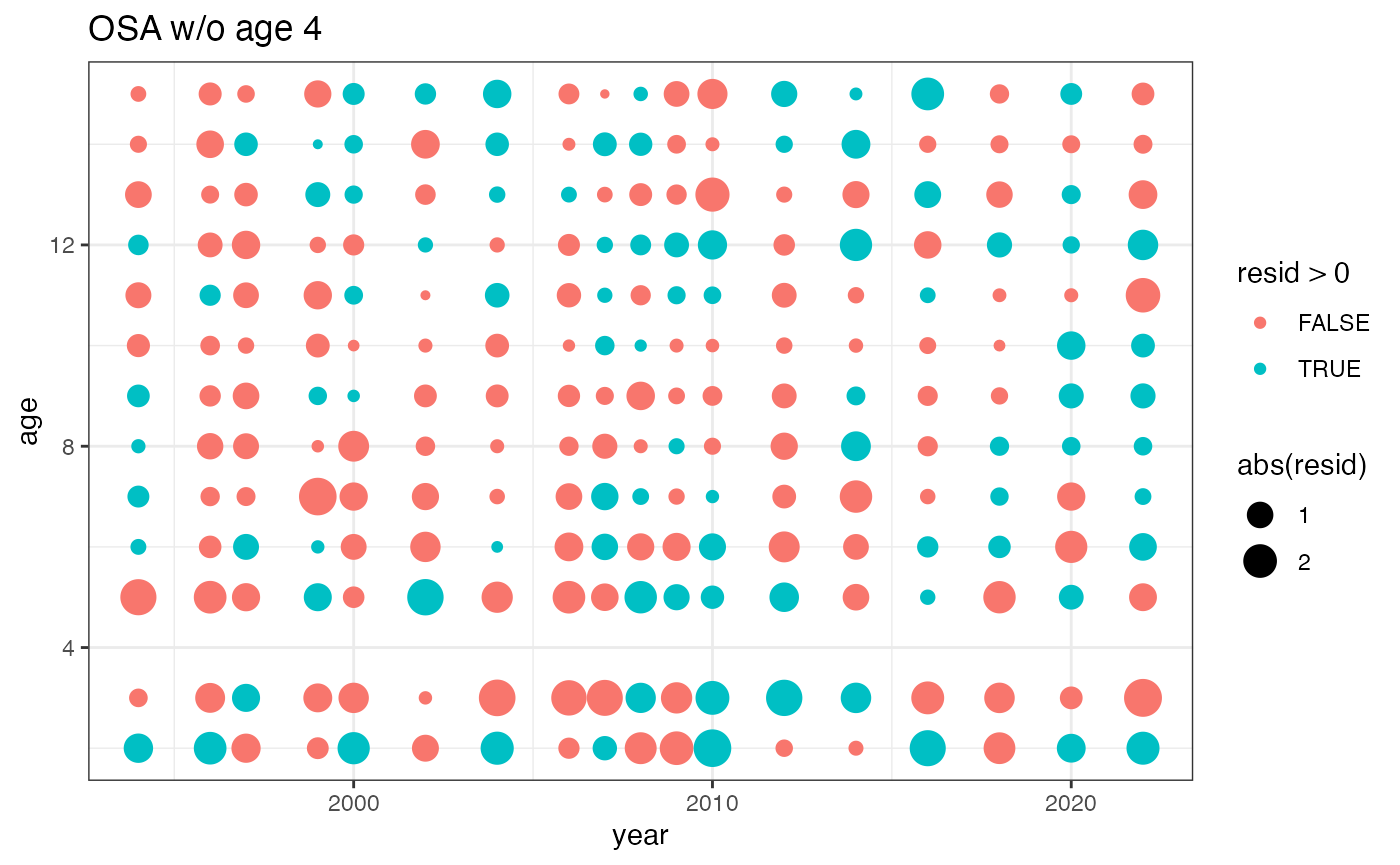 OSA w/o age 4
12
8
4
age
2000
2010
2020
year
resid > 0
FALSE
TRUE
abs(resid)
1
2